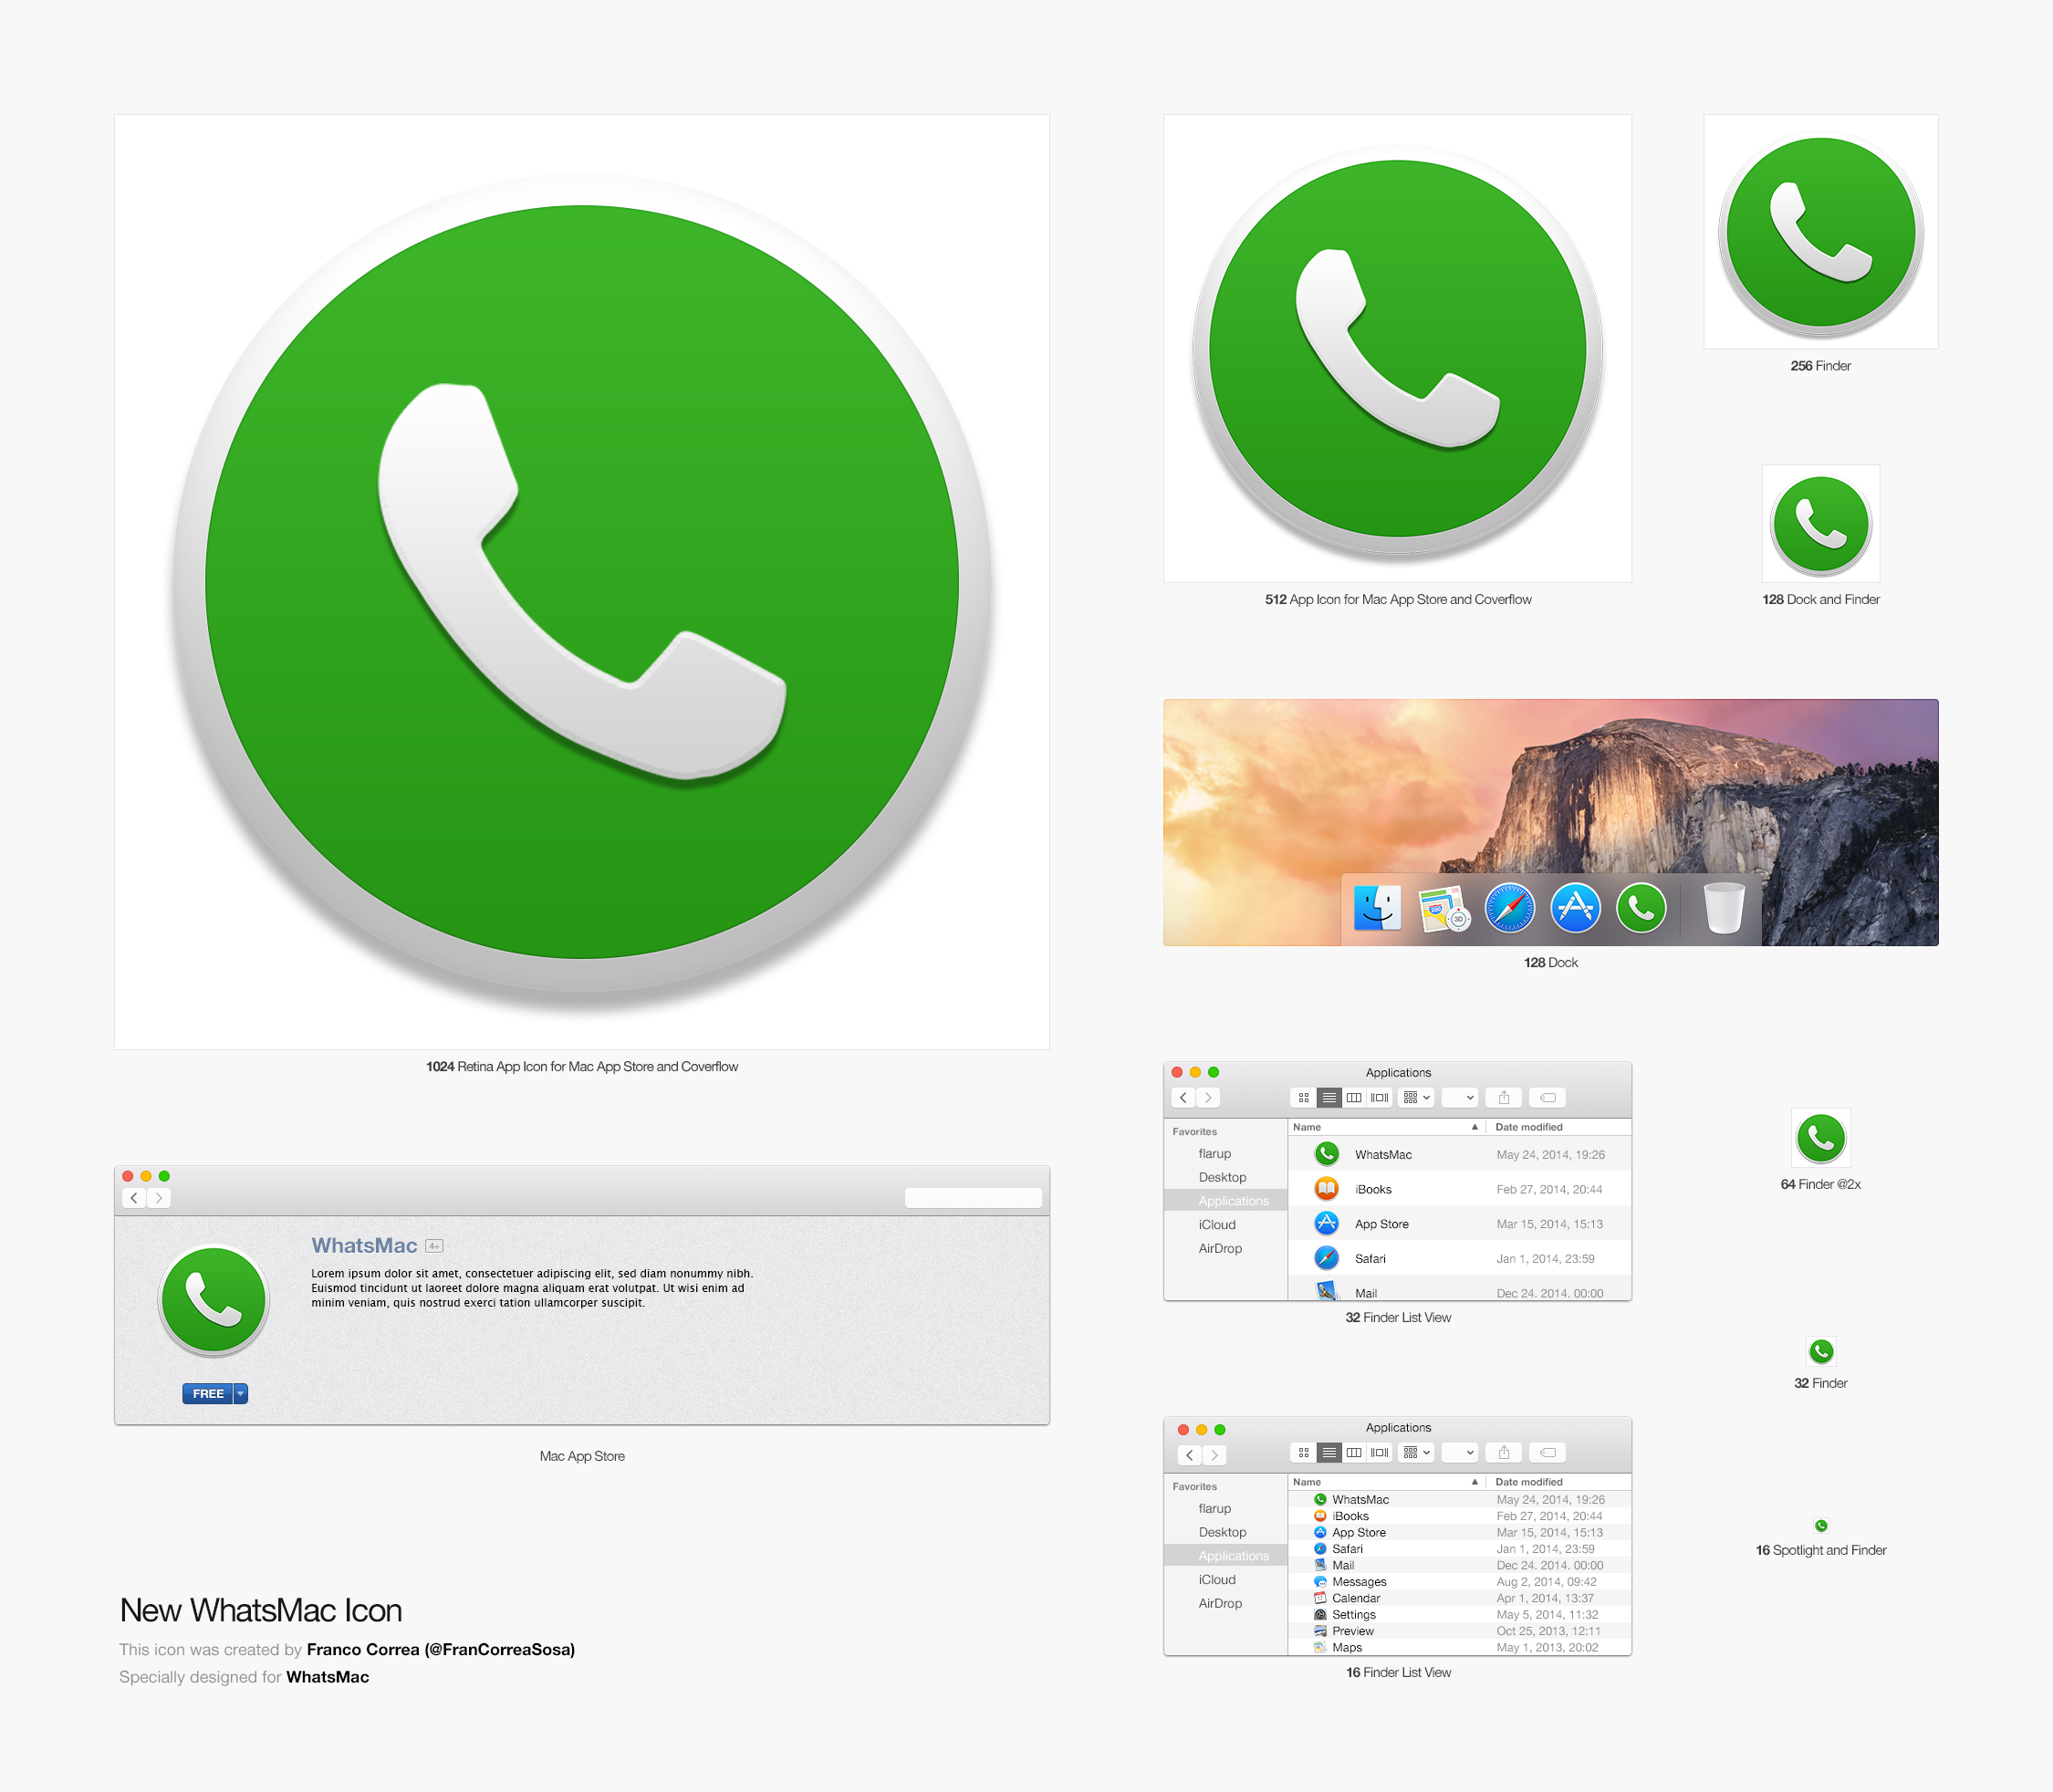 1024 Retina App Icon for Mac App Store and Coverflow
512 App Icon for Mac App Store and Coverflow
256 Finder
128 Dock and Finder
3D
128 Dock
WhatsMac 4+
Lorem ipsum dolor sit amet, consectetuer adipiscing elit, sed diam nonummy nibh.
Euismod tincidunt ut laoreet dolore magna aliquam erat volutpat. Ut wisi enim ad
minim veniam, quis nostrud exerci tation ullamcorper suscipit.
FREE
Mac App Store
Applications
Favorites
flarup
Desktop
Applications
iCloud
AirDrop
Name Date modified
WhatsMac May 24, 2014, 19:26
iBooks Feb 27, 2014, 20:44
App Store Mar 15, 2014, 15:13
Safari Jan 1, 2014, 23:59
Mail Dec 24. 2014. 00:00
32 Finder List View
64 Finder @2x
32 Finder
Applications
Favorites
flarup
Desktop
Applications
iCloud
AirDrop
Name Date modified
WhatsMac May 24, 2014, 19:26
iBooks Feb 27, 2014, 20:44
App Store Mar 15, 2014, 15:13
Safari Jan 1, 2014, 23:59
Mail Dec 24. 2014. 00:00
Messages Aug 2, 2014, 09:42
Calendar Apr 1, 2014, 13:37
Settings May 5, 2014, 11:32
Preview Oct 25, 2013, 12:11
Maps May 1, 2013, 20:02
16 Finder List View
16 Spotlight and Finder
New WhatsMac Icon
This icon was created by Franco Correa (@FranCorreaSosa)
Specially designed for WhatsMac